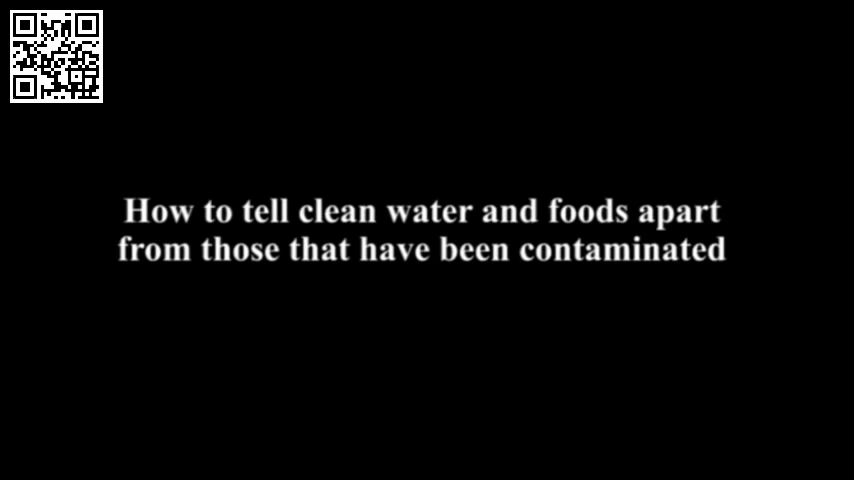 How to tell clean water and foods apart
from those that have been contaminated